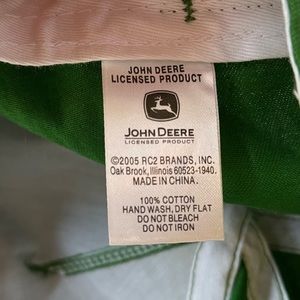 JOHN DEERE
LICENSED PRODUCT
JOHN DEERE
LICENSED PRODUCT
©2005 RC2 BRANDS, INC.
Oak Brook, Illinois 60523-1940.
MADE IN CHINA.
100% COTTON
HAND WASH, DRY FLAT
DO NOT BLEACH
DO NOT IRON